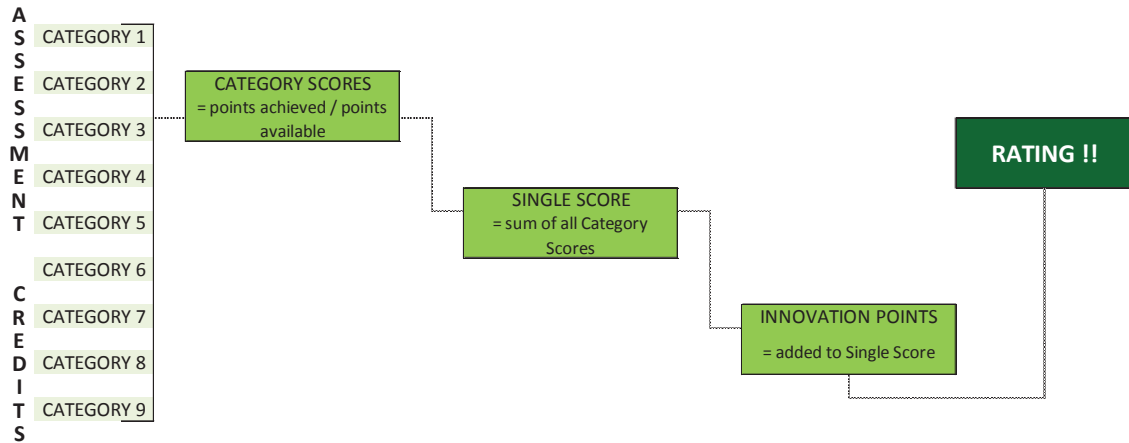 ASSESSMENT CREDITS
CATEGORY 1
CATEGORY 2
CATEGORY 3
CATEGORY 4
CATEGORY 5
CATEGORY 6
CATEGORY 7
CATEGORY 8
CATEGORY 9
CATEGORY SCORES
= points achieved / points
available
SINGLE SCORE
= sum of all Category
Scores
INNOVATION POINTS
= added to Single Score
RATING !!